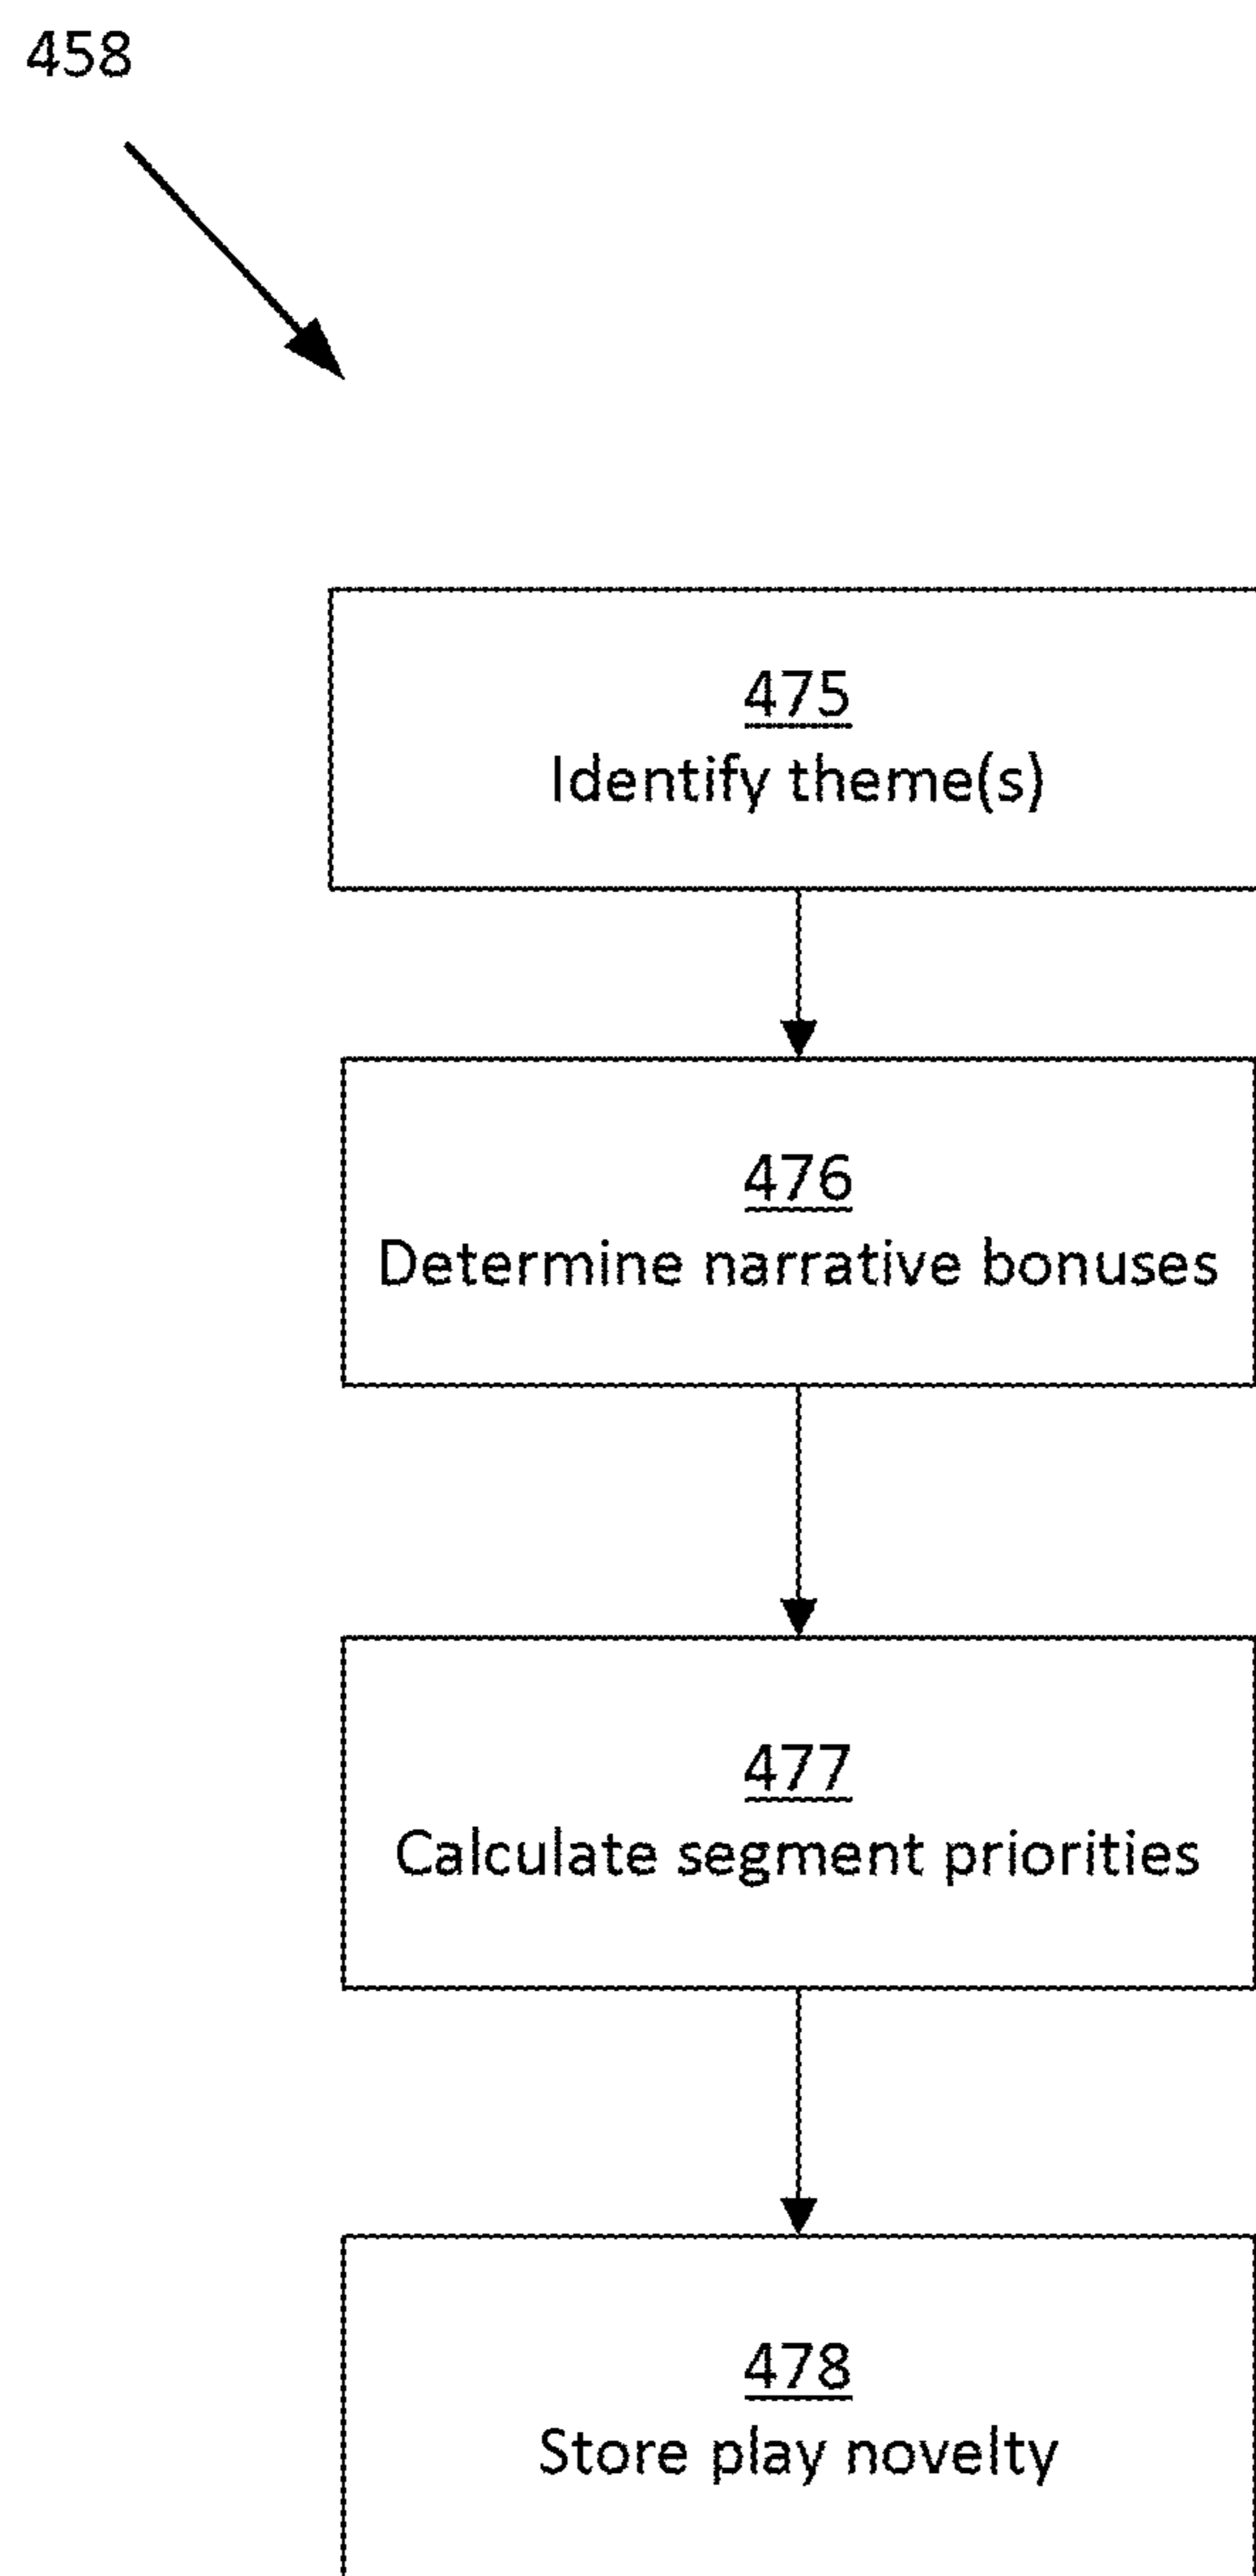 458
475
Identify theme(s)
476
Determine narrative bonuses
477
Calculate segment priorities
478
Store play novelty